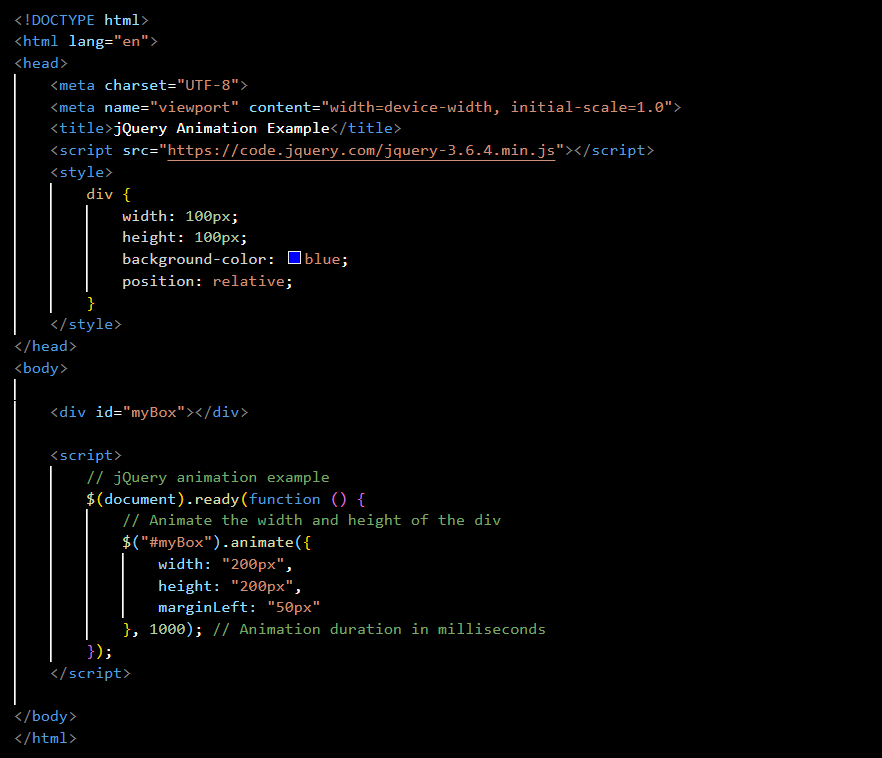 <!DOCTYPE html>
<html lang="en">
<head>
    <meta charset="UTF-8">
    <meta name="viewport" content="width=device-width, initial-scale=1.0">
    <title>jQuery Animation Example</title>
    <script src="https://code.jquery.com/jquery-3.6.4.min.js"></script>
    <style>
        div {
            width: 100px;
            height: 100px;
            background-color: blue;
            position: relative;
        }
    </style>
</head>
<body>

    <div id="myBox"></div>

    <script>
        // jQuery animation example
        $(document).ready(function () {
            // Animate the width and height of the div
            $("#myBox").animate({
                width: "200px",
                height: "200px",
                marginLeft: "50px"
            }, 1000); // Animation duration in milliseconds
        });
    </script>

</body>
</html>